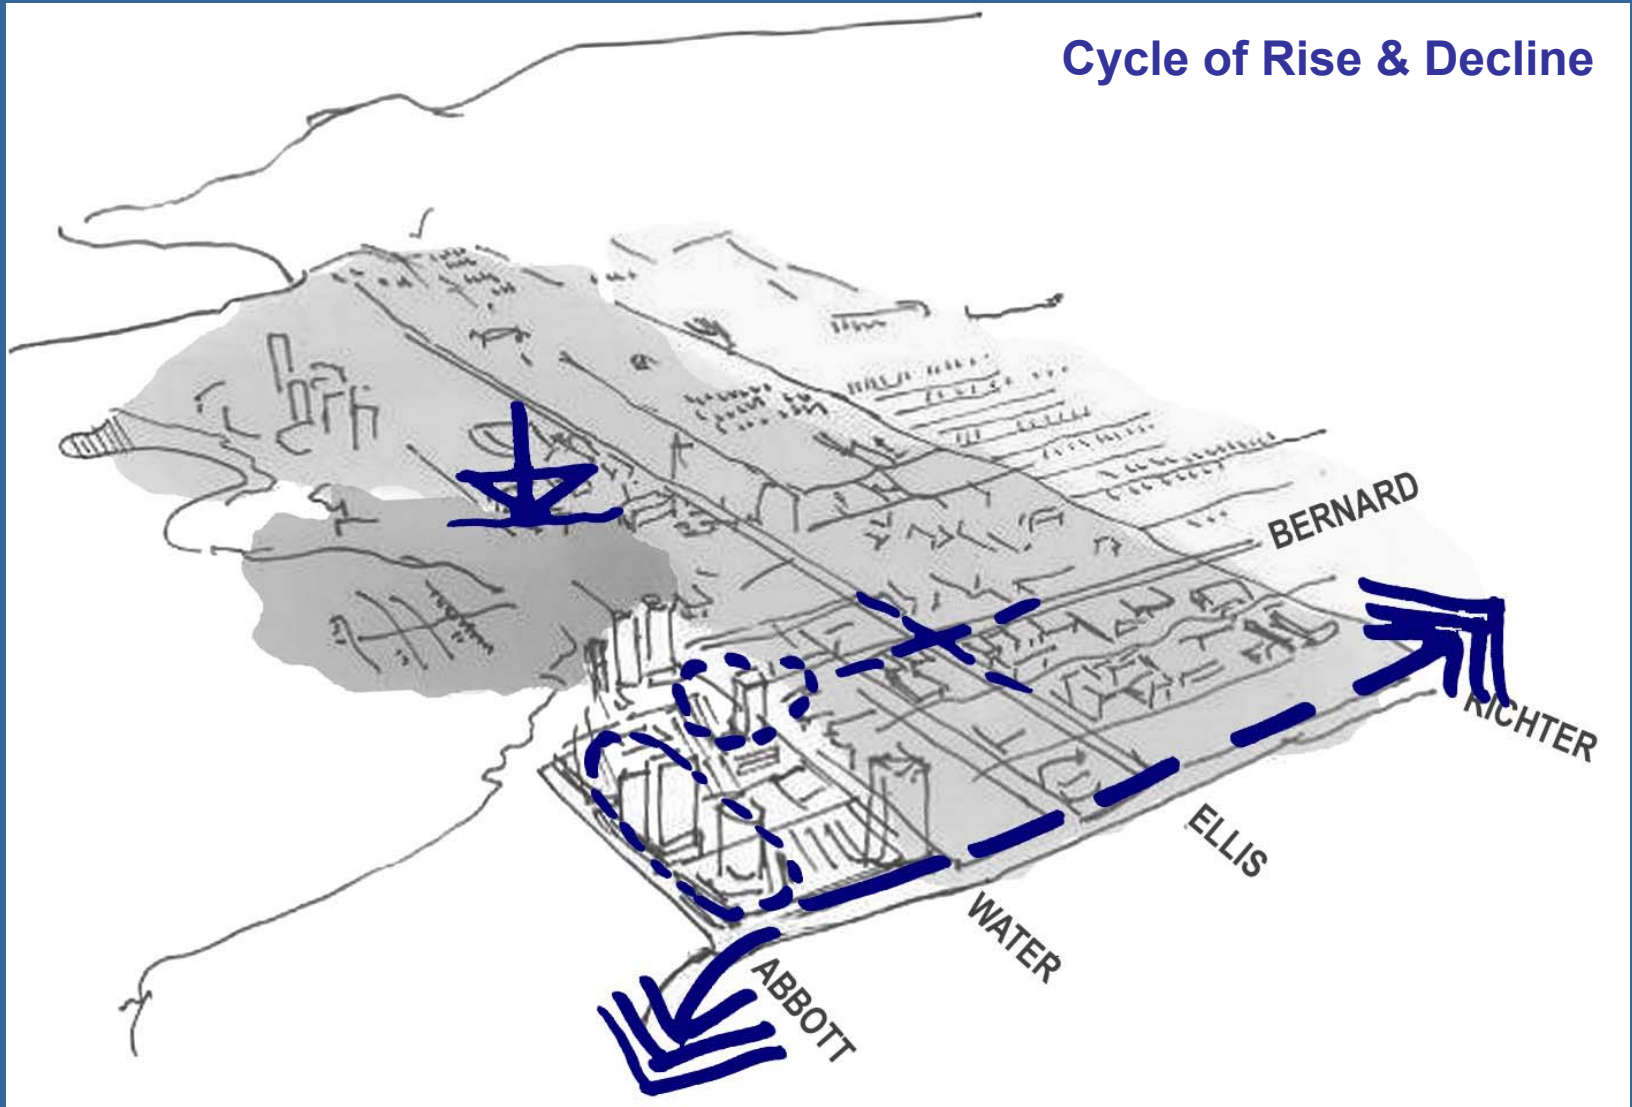 Cycle of Rise & Decline
BERNARD
RICHTER
ELLIS
WATER
ABBOTT